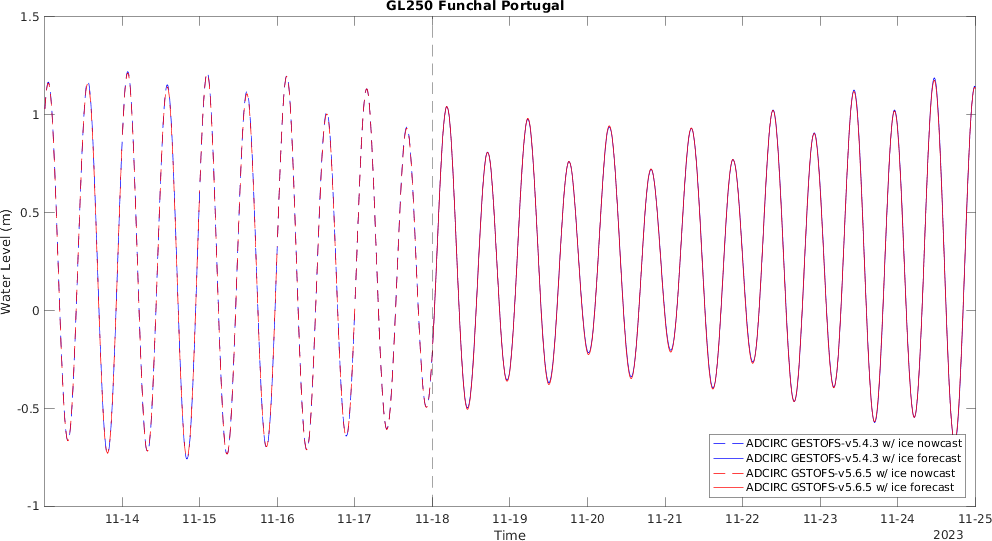 GL250 Funchal Portugal
1.5
1
0.5
0
-0.5
-1
Water Level (m)
11-14 11-15 11-16 11-17 11-18 11-19 11-20 11-21 11-22 11-23 11-24 11-25
Time
2023
ADCIRC GESTOFS-v5.4.3 w/ ice nowcast
ADCIRC GESTOFS-v5.4.3 w/ ice forecast
ADCIRC GSTOFS-v5.6.5 w/ ice nowcast
ADCIRC GSTOFS-v5.6.5 w/ ice forecast